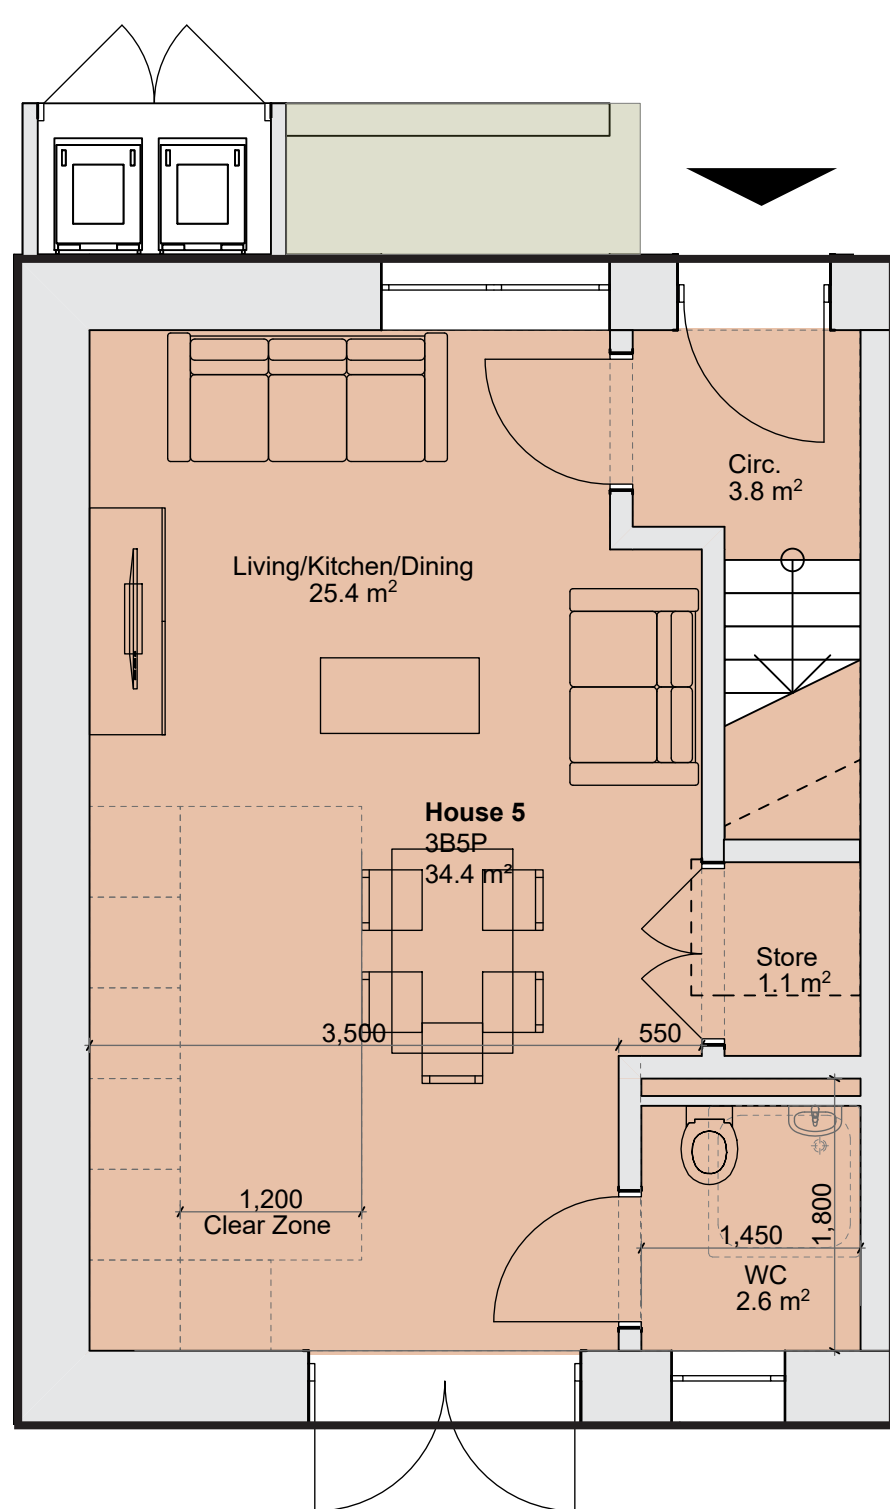 Circ.
3.8 m²
Living/Kitchen/Dining
25.4 m²
House 5
3B5P
34.4 m²
Store
1.1 m²
3,500
550
1,200
Clear Zone
1,800
1,450
WC
2.6 m²